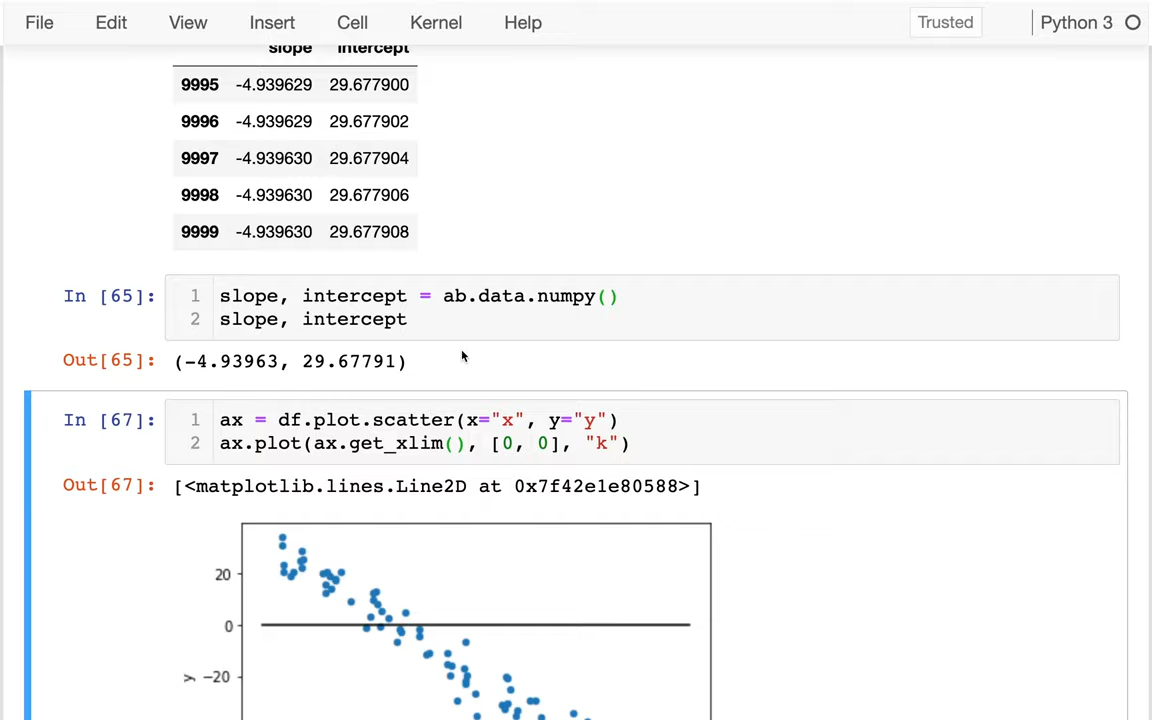 File Edit View Insert Cell Kernel Help Trusted Python 3
slope intercept
9995 -4.939629 29.677900
9996 -4.939629 29.677902
9997 -4.939630 29.677904
9998 -4.939630 29.677906
9999 -4.939630 29.677908
In [65]: 1 slope, intercept = ab.data.numpy()
2 slope, intercept
Out[65]: (-4.93963, 29.67791)
In [67]: 1 ax = df.plot.scatter(x="x", y="y")
2 ax.plot(ax.get_xlim(), [0, 0], "k")
Out[67]: [<matplotlib.lines.Line2D at 0x7f42e1e80588>]
20
0
y -20